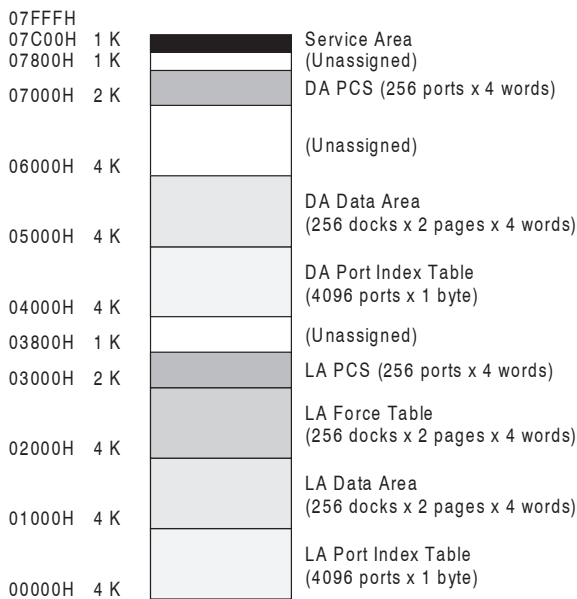 07FFFH
07C00H 1 K Service Area
07800H 1 K (Unassigned)
07000H 2 K DA PCS (256 ports x 4 words)
(Unassigned)
06000H 4 K
DA Data Area
(256 docks x 2 pages x 4 words)
05000H 4 K
DA Port Index Table
(4096 ports x 1 byte)
04000H 4 K
03800H 1 K (Unassigned)
03000H 2 K LA PCS (256 ports x 4 words)
LA Force Table
(256 docks x 2 pages x 4 words)
02000H 4 K
LA Data Area
(256 docks x 2 pages x 4 words)
01000H 4 K
LA Port Index Table
(4096 ports x 1 byte)
00000H 4 K